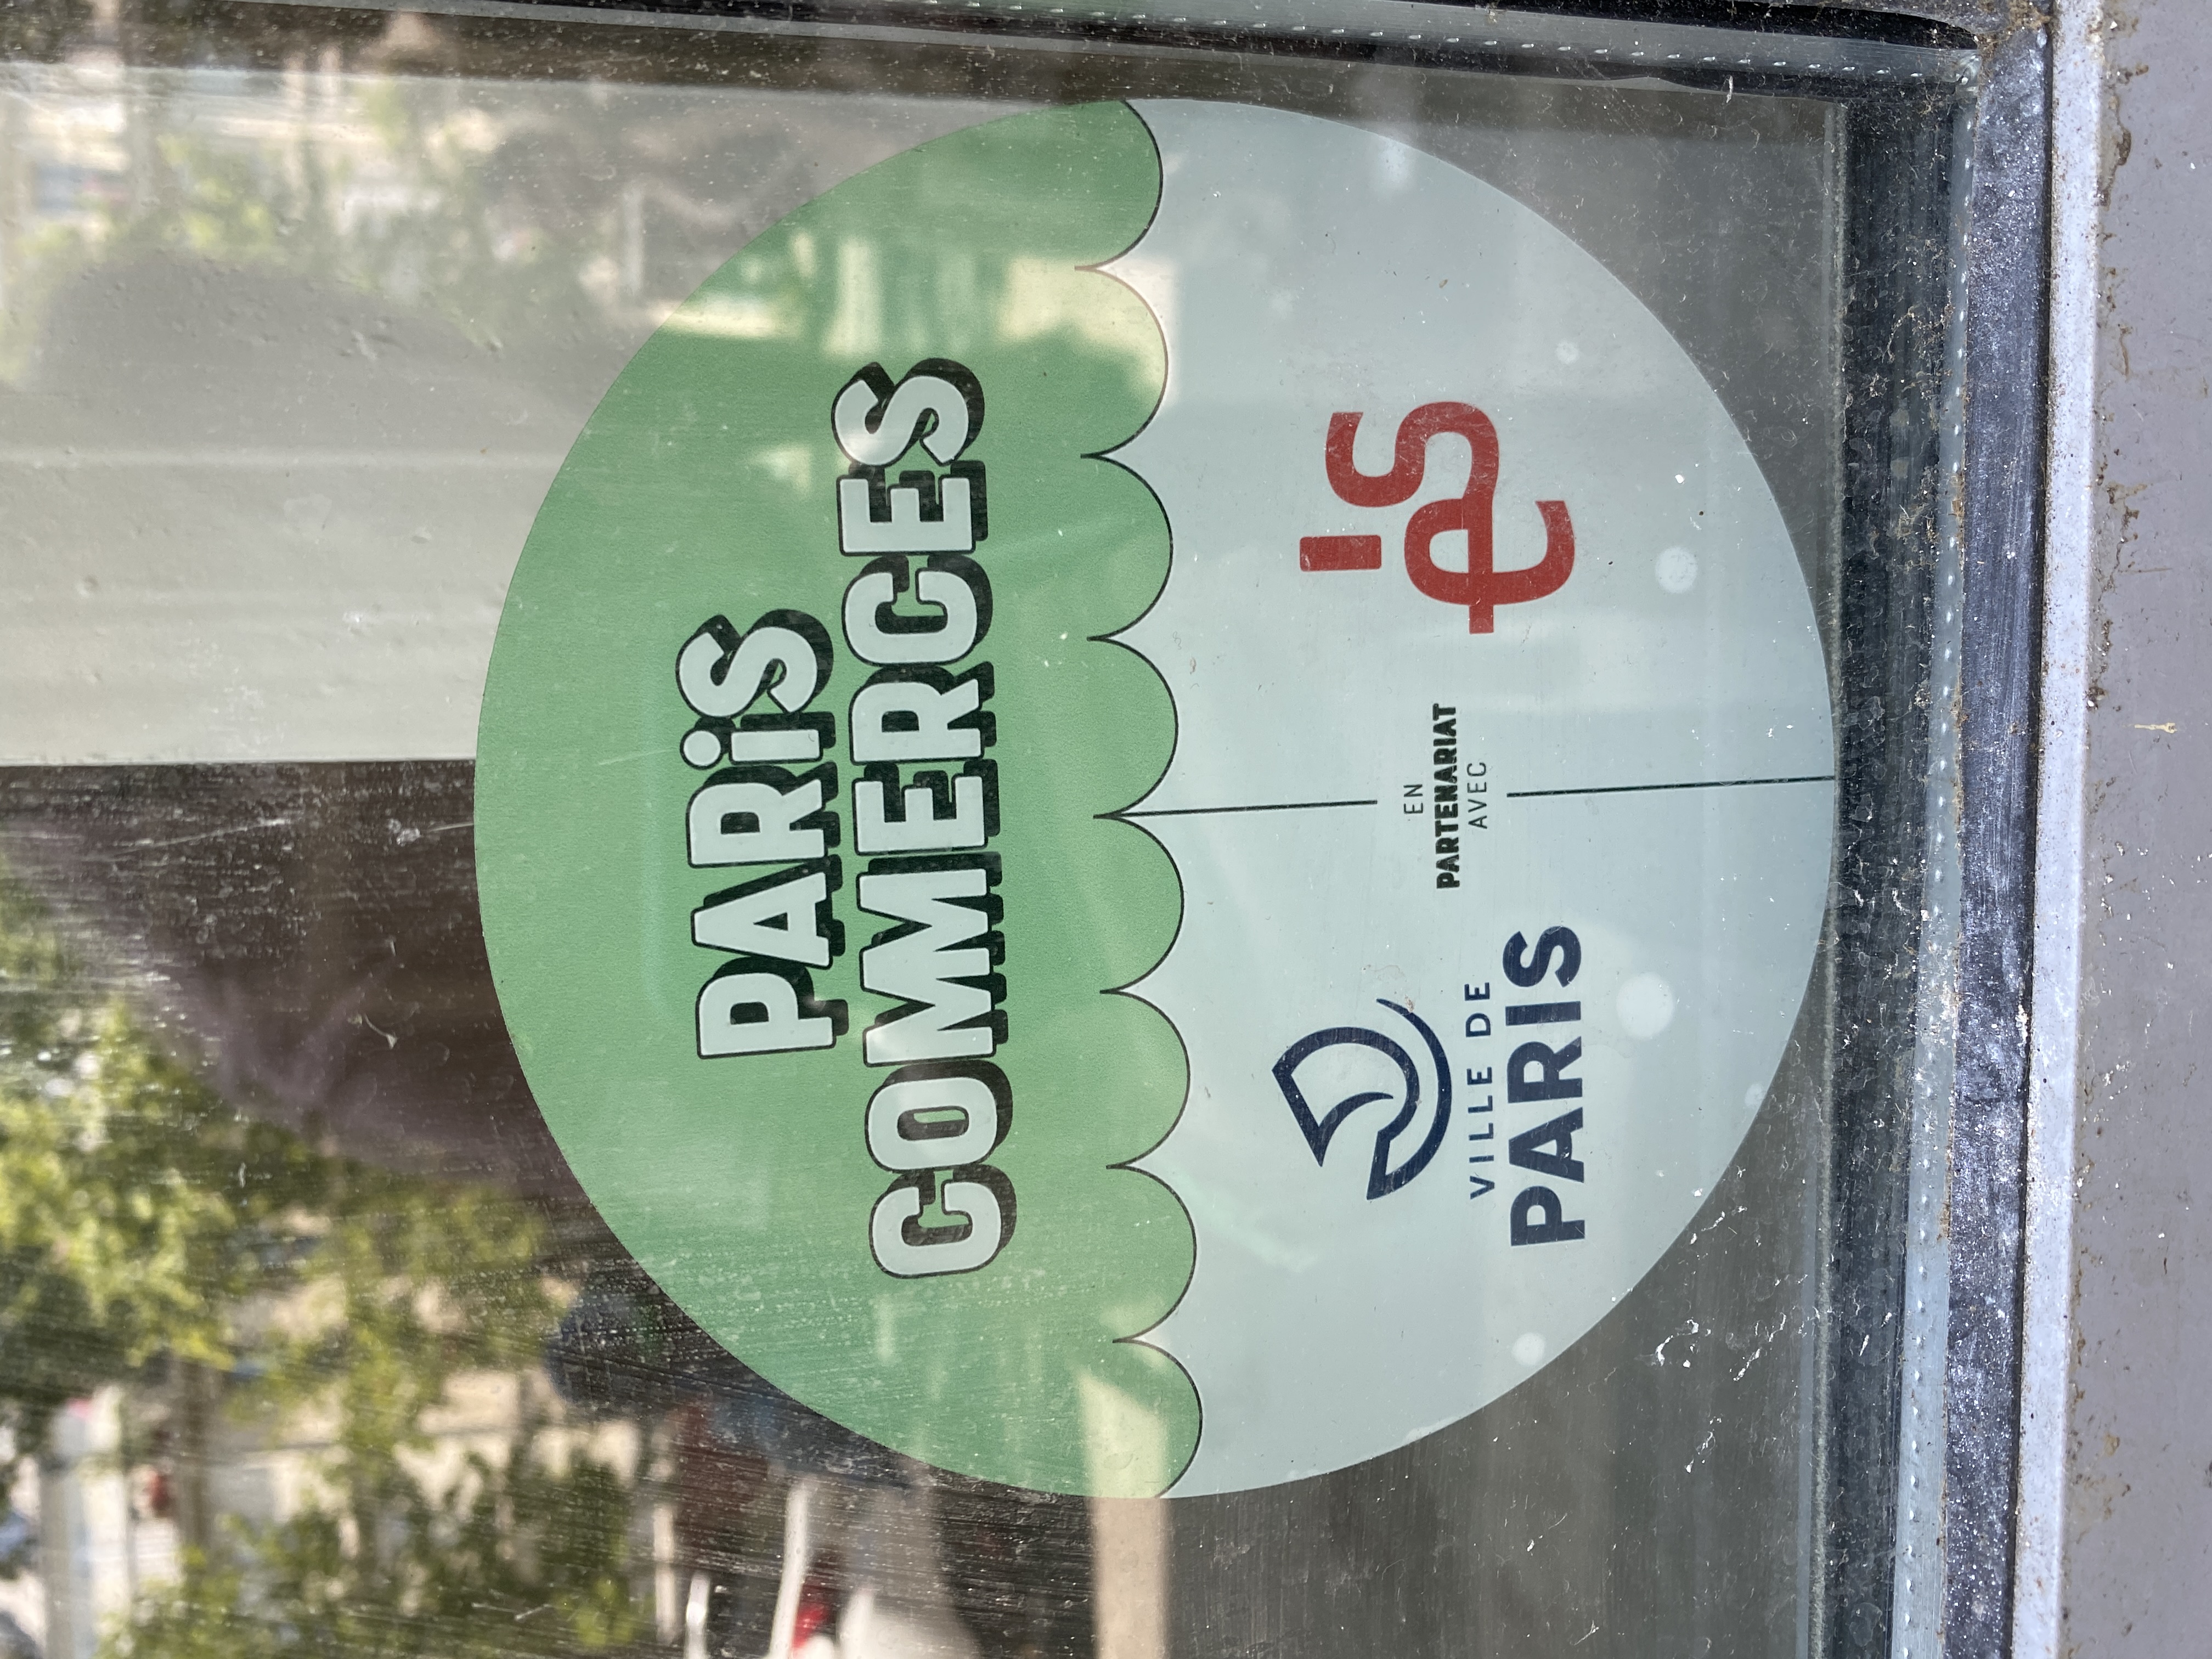 PARiS
COMMERCES
VILLE DE
PARIS
EN
PARTENARIAT
AVEC